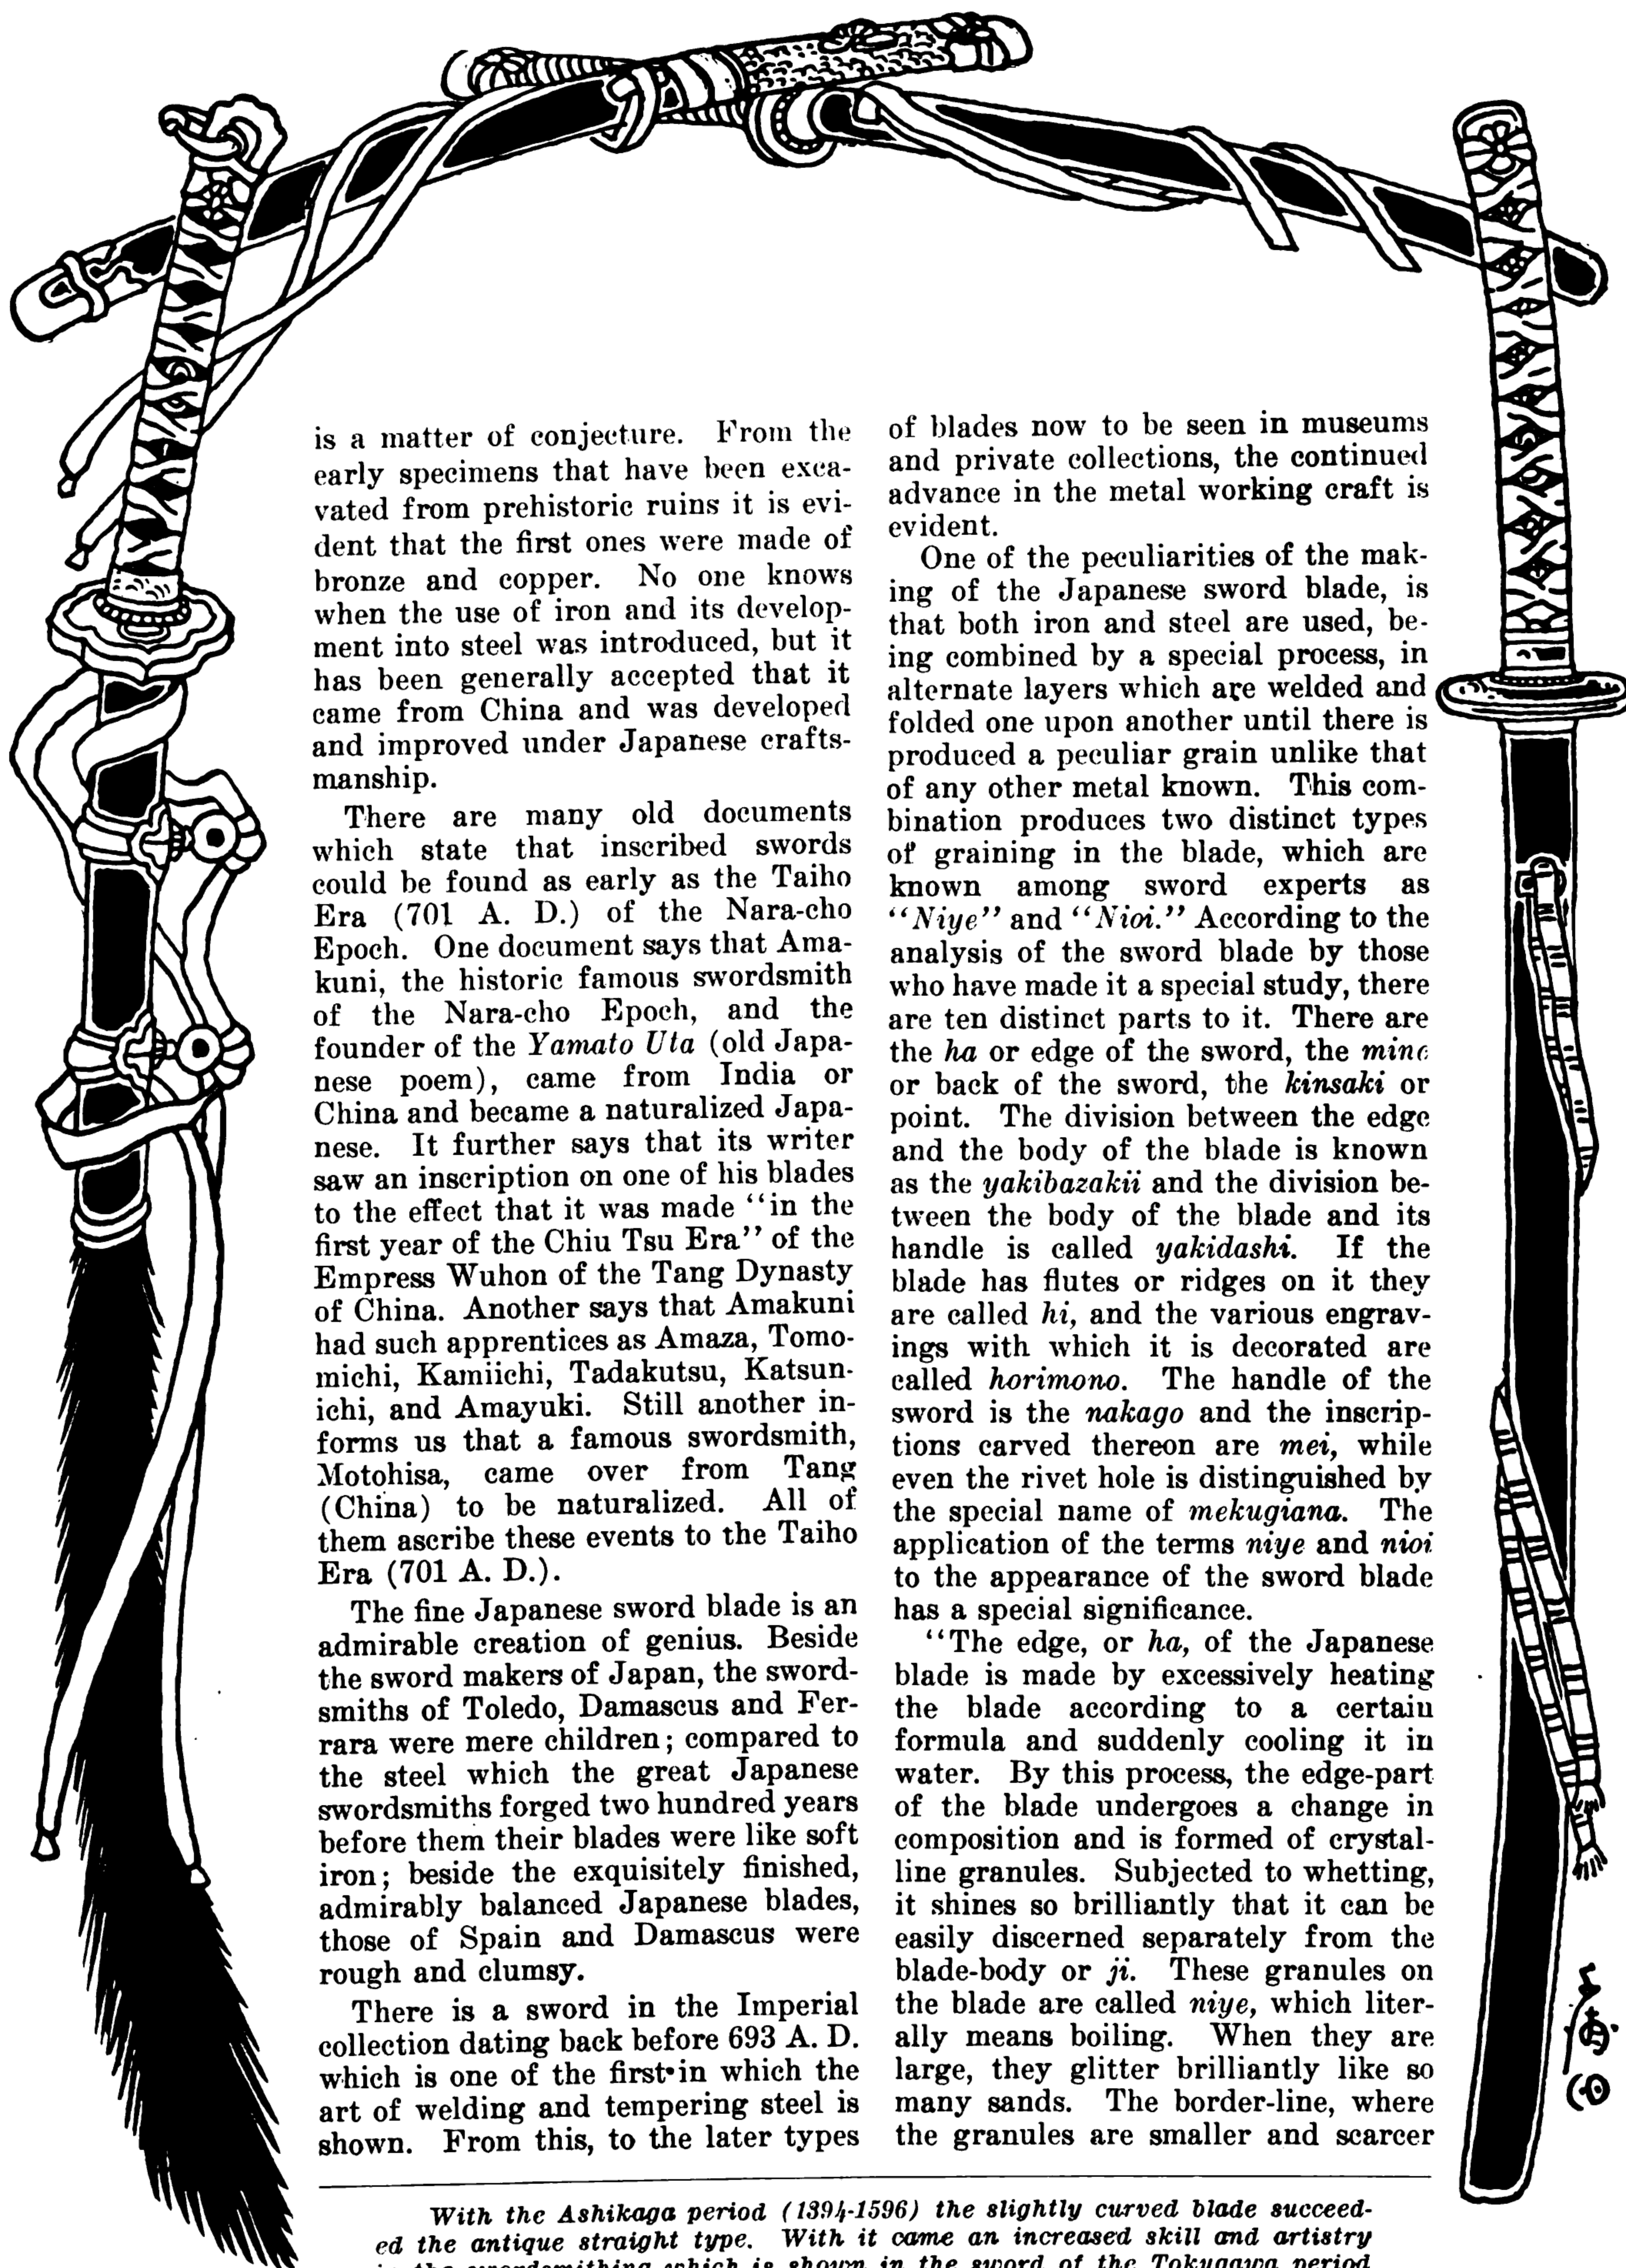 is a matter of conjecture. From the
early specimens that have been exca-
vated from prehistoric ruins it is evi-
dent that the first ones were made of
bronze and copper. No one knows
when the use of iron and its develop-
ment into steel was introduced, but it
has been generally accepted that it
came from China and was developed
and improved under Japanese crafts-
manship.
There are many old documents
which state that inscribed swords
could be found as early as the Taiho
Era (701 A. D.) of the Nara-cho
Epoch. One document says that Ama-
kuni, the historic famous swordsmith
of the Nara-cho Epoch, and the
founder of the Yamato Uta (old Japa-
nese poem), came from India or
China and became a naturalized Japa-
nese. It further says that its writer
saw an inscription on one of his blades
to the effect that it was made “in the
first year of the Chiu Tsu Era” of the
Empress Wuhon of the Tang Dynasty
of China. Another says that Amakuni
had such apprentices as Amaza, Tomo-
michi, Kamiichi, Tadakutsu, Katsun-
ichi, and Amayuki. Still another in-
forms us that a famous swordsmith,
Motohisa, came over from Tang
(China) to be naturalized. All of
them ascribe these events to the Taiho
Era (701 A. D.).
The fine Japanese sword blade is an
admirable creation of genius. Beside
the sword makers of Japan, the sword-
smiths of Toledo, Damascus and Fer-
rara were mere children; compared to
the steel which the great Japanese
swordsmiths forged two hundred years
before them their blades were like soft
iron; beside the exquisitely finished,
admirably balanced Japanese blades,
those of Spain and Damascus were
rough and clumsy.
There is a sword in the Imperial
collection dating back before 693 A. D.
which is one of the first in which the
art of welding and tempering steel is
shown. From this, to the later types
of blades now to be seen in museums
and private collections, the continued
advance in the metal working craft is
evident.
One of the peculiarities of the mak-
ing of the Japanese sword blade, is
that both iron and steel are used, be-
ing combined by a special process, in
alternate layers which are welded and
folded one upon another until there is
produced a peculiar grain unlike that
of any other metal known. This com-
bination produces two distinct types
of graining in the blade, which are
known among sword experts as
“Niye” and “Nioi.” According to the
analysis of the sword blade by those
who have made it a special study, there
are ten distinct parts to it. There are
the ha or edge of the sword, the mine
or back of the sword, the kinsaki or
point. The division between the edge
and the body of the blade is known
as the yakibazakii and the division be-
tween the body of the blade and its
handle is called yakidashi. If the
blade has flutes or ridges on it they
are called hi, and the various engrav-
ings with which it is decorated are
called horimono. The handle of the
sword is the nakago and the inscrip-
tions carved thereon are mei, while
even the rivet hole is distinguished by
the special name of mekugiana. The
application of the terms niye and nioi
to the appearance of the sword blade
has a special significance.
“The edge, or ha, of the Japanese
blade is made by excessively heating
the blade according to a certain
formula and suddenly cooling it in
water. By this process, the edge-part
of the blade undergoes a change in
composition and is formed of crystal-
line granules. Subjected to whetting,
it shines so brilliantly that it can be
easily discerned separately from the
blade-body or ji. These granules on
the blade are called niye, which liter-
ally means boiling. When they are
large, they glitter brilliantly like so
many sands. The border-line, where
the granules are smaller and scarcer
With the Ashikaga period (1394-1596) the slightly curved blade succeed-
ed the antique straight type. With it came an increased skill and artistry
in the swordsmithing which is shown in the sword of the Tokugawa period